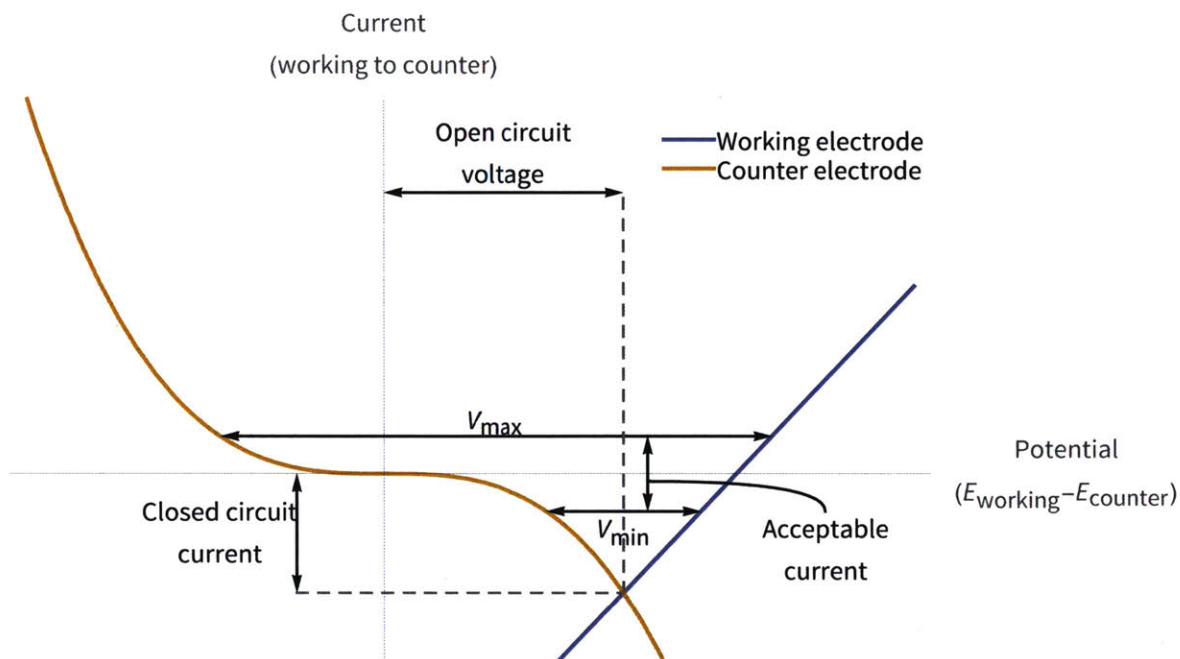 Current
(working to counter)
Open circuit
voltage
Working electrode
Counter electrode
Vmax
Potential
(Eworking–Ecounter)
Closed circuit
current
Vmin
Acceptable
current